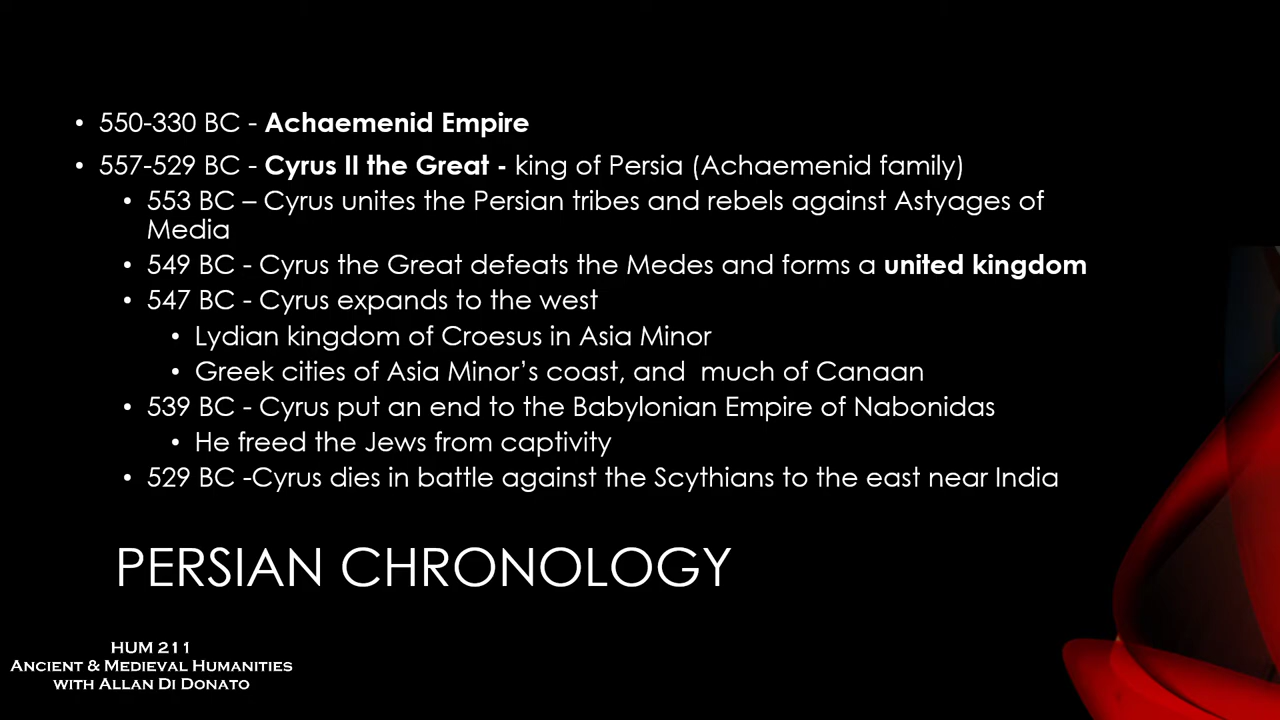 • 550-330 BC - Achaemenid Empire
• 557-529 BC - Cyrus II the Great - king of Persia (Achaemenid family)
• 553 BC – Cyrus unites the Persian tribes and rebels against Astyages of
Media
• 549 BC - Cyrus the Great defeats the Medes and forms a united kingdom
• 547 BC - Cyrus expands to the west
• Lydian kingdom of Croesus in Asia Minor
• Greek cities of Asia Minor’s coast, and  much of Canaan
• 539 BC - Cyrus put an end to the Babylonian Empire of Nabonidas
• He freed the Jews from captivity
• 529 BC -Cyrus dies in battle against the Scythians to the east near India
PERSIAN CHRONOLOGY
HUM 211
Ancient & Medieval Humanities
with Allan Di Donato